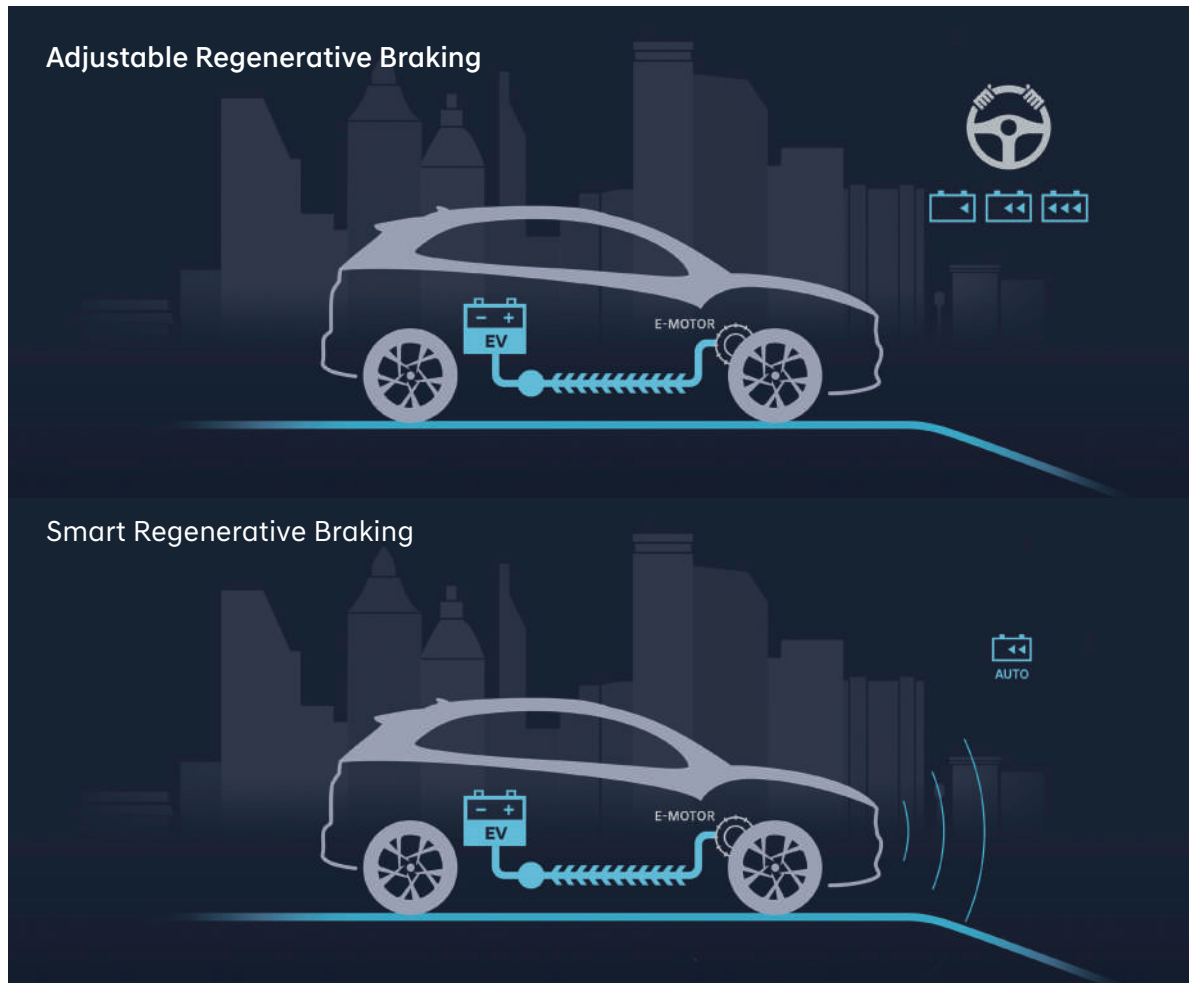 Adjustable Regenerative Braking
E-MOTOR
- +
EV
Smart Regenerative Braking
AUTO
E-MOTOR
- +
EV